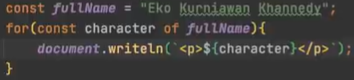 const fullName = "Eko Kurniawan Khannedy";
for(const character of fullName){
    document.writeln(`<p>${character}</p>`);
}